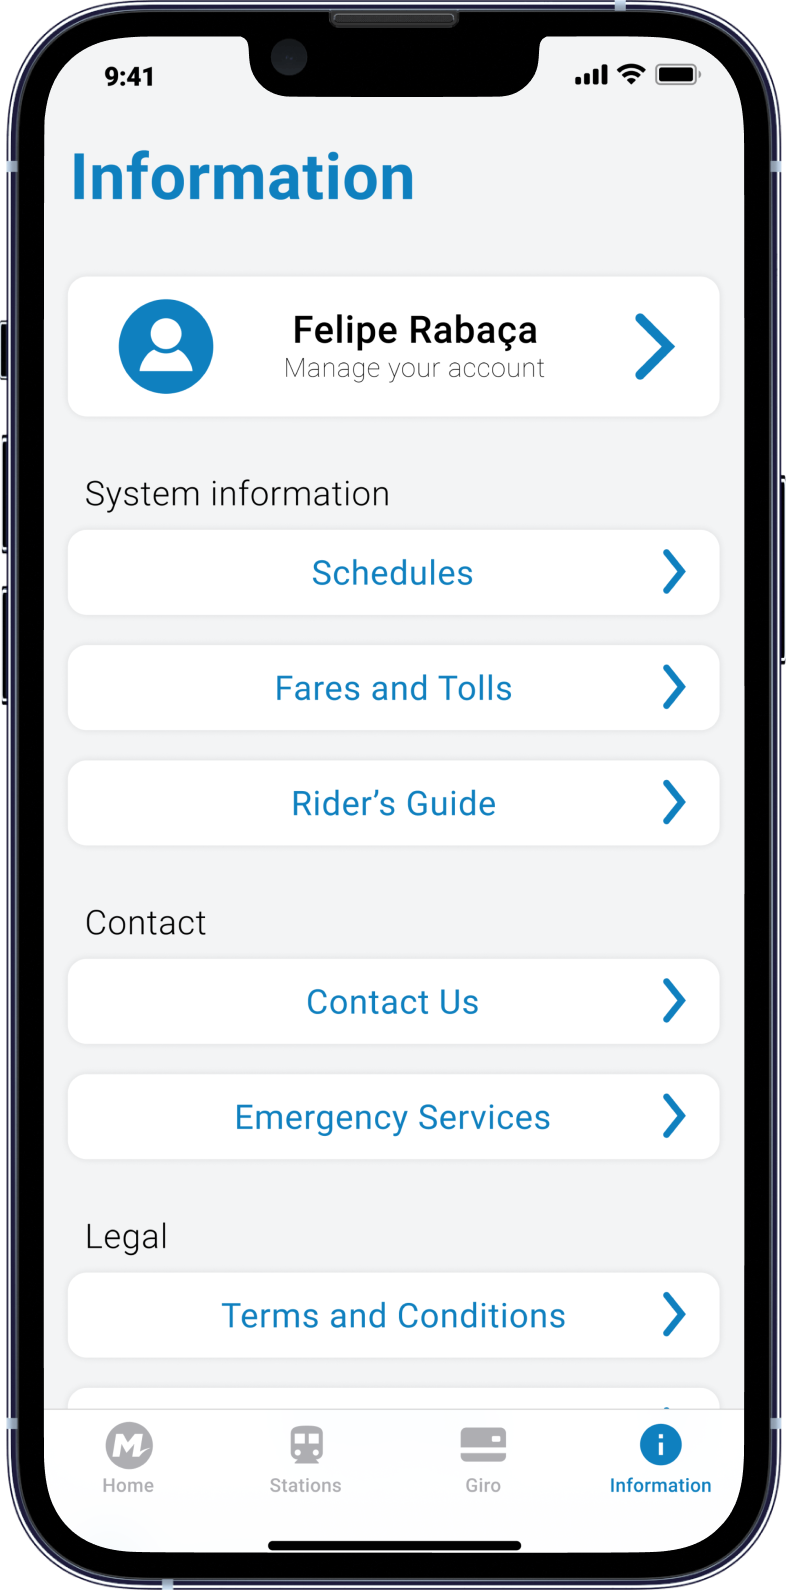 9:41
Information
Felipe Rabaça
Manage your account
System information
Schedules
Fares and Tolls
Rider’s Guide
Contact
Contact Us
Emergency Services
Legal
Terms and Conditions
Home
Stations
Giro
Information